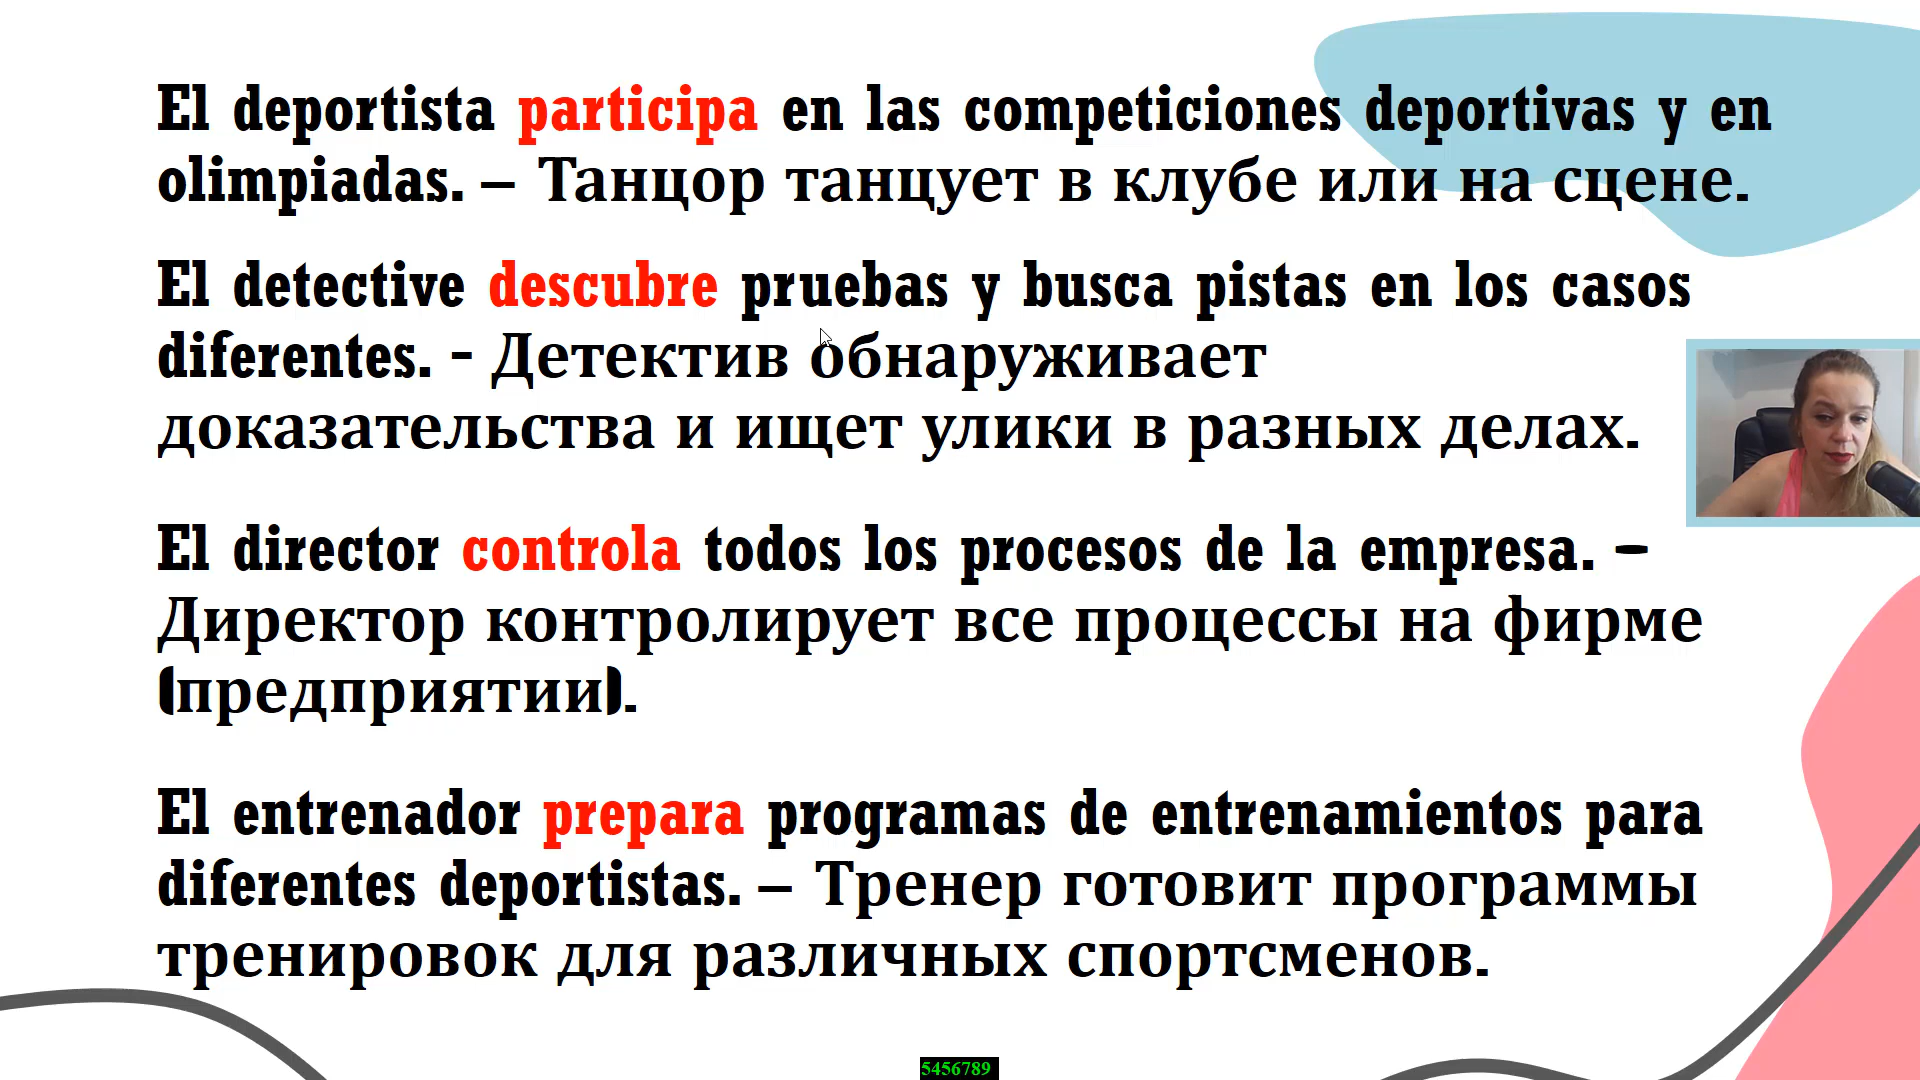 El deportista participa en las competiciones deportivas y en
olimpiadas. – Танцор танцует в клубе или на сцене.
El detective descubre pruebas y busca pistas en los casos
diferentes. - Детектив обнаруживает
доказательства и ищет улики в разных делах.
El director controla todos los procesos de la empresa. –
Директор контролирует все процессы на фирме
(предприятии).
El entrenador prepara programas de entrenamientos para
diferentes deportistas. – Тренер готовит программы
тренировок для различных спортсменов.
5456789